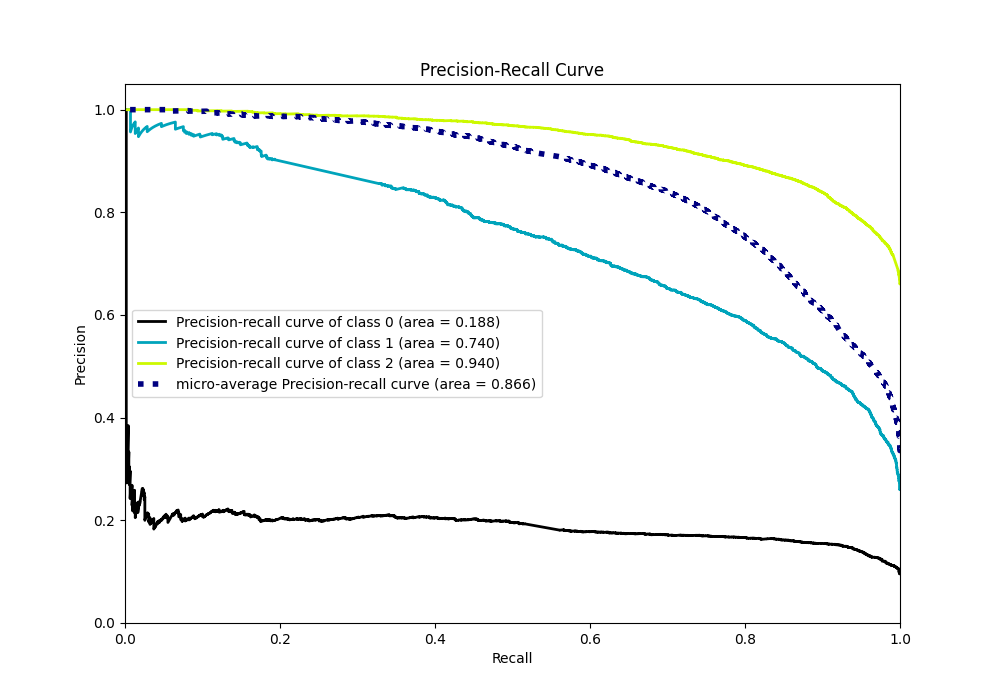 Precision-Recall Curve
1.0
0.8
0.6
0.4
0.2
0.0
Precision
Precision-recall curve of class 0 (area = 0.188)
Precision-recall curve of class 1 (area = 0.740)
Precision-recall curve of class 2 (area = 0.940)
micro-average Precision-recall curve (area = 0.866)
0.0 0.2 0.4 0.6 0.8 1.0
Recall